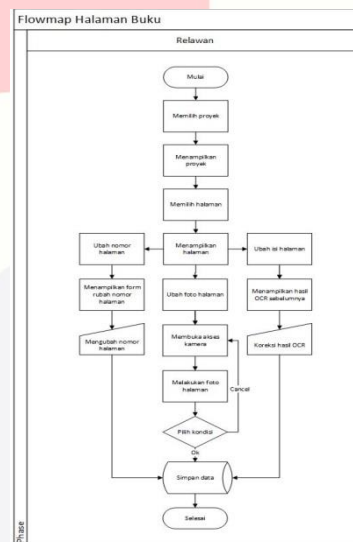 Flowmap Halaman Buku
Relawan
Mulai
Memilih proyek
Menampilkan
proyek
Memilih halaman
Ubah nomor
halaman
Menampilkan
halaman
Ubah isi halaman
Menampilkan form
rubah nomor
halaman
Ubah foto halaman
Menampilkan hasil
OCR sebelumnya
Mengubah nomor
halaman
Membuka akses
kamera
Koreksi hasil OCR
Melakukan foto
halaman
Cancel
Pilih kondisi
Ok
Simpan data
Selesai
Phase